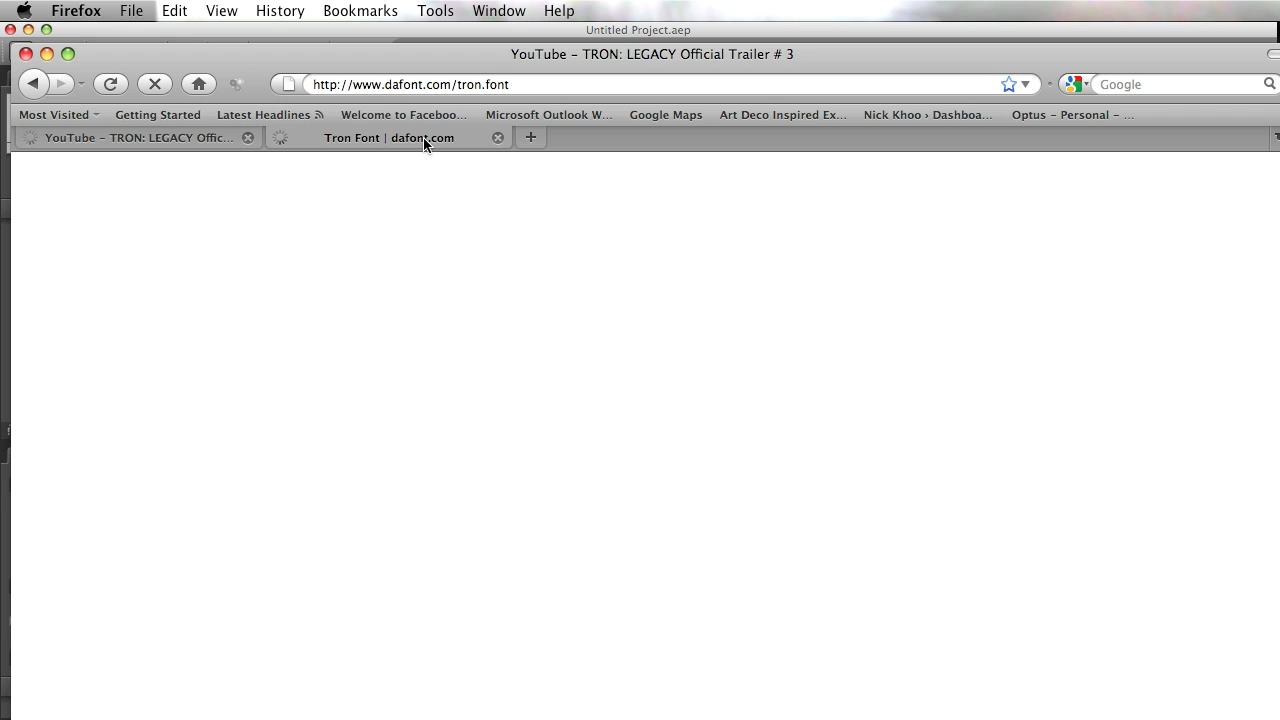 Firefox File Edit View History Bookmarks Tools Window Help
Untitled Project.aep
YouTube – TRON: LEGACY Official Trailer # 3
http://www.dafont.com/tron.font Google
Most Visited Getting Started Latest Headlines Welcome to Faceboo... Microsoft Outlook W... Google Maps Art Deco Inspired Ex... Nick Khoo › Dashboa... Optus – Personal – ...
YouTube – TRON: LEGACY Offic... Tron Font | dafont.com